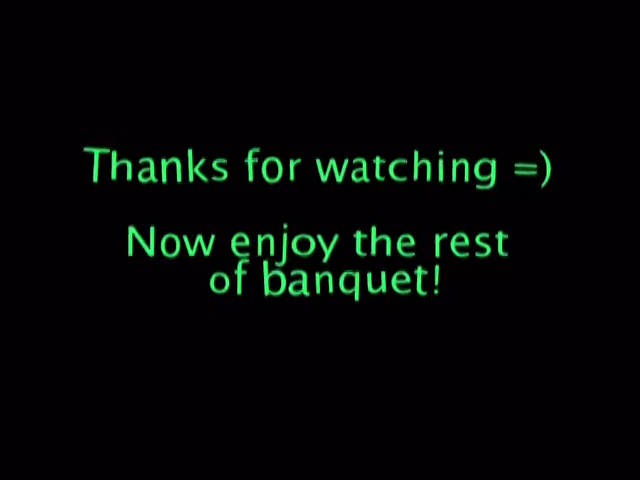 Thanks for watching =)
Now enjoy the rest
of banquet!